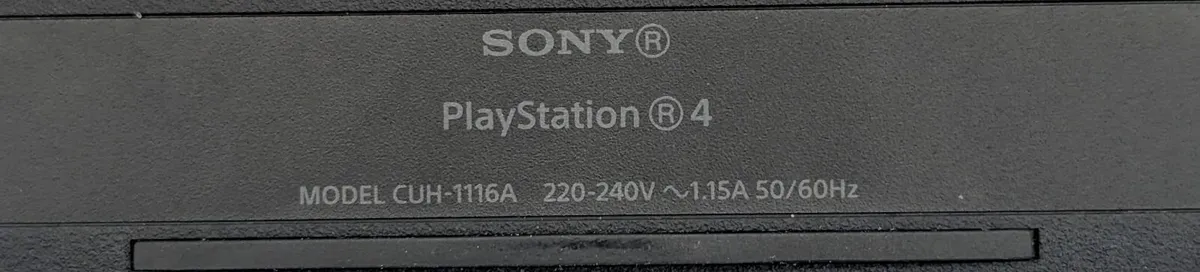 SONY®
PlayStation ®4
MODEL CUH-1116A 220-240V ～1.15A 50/60Hz